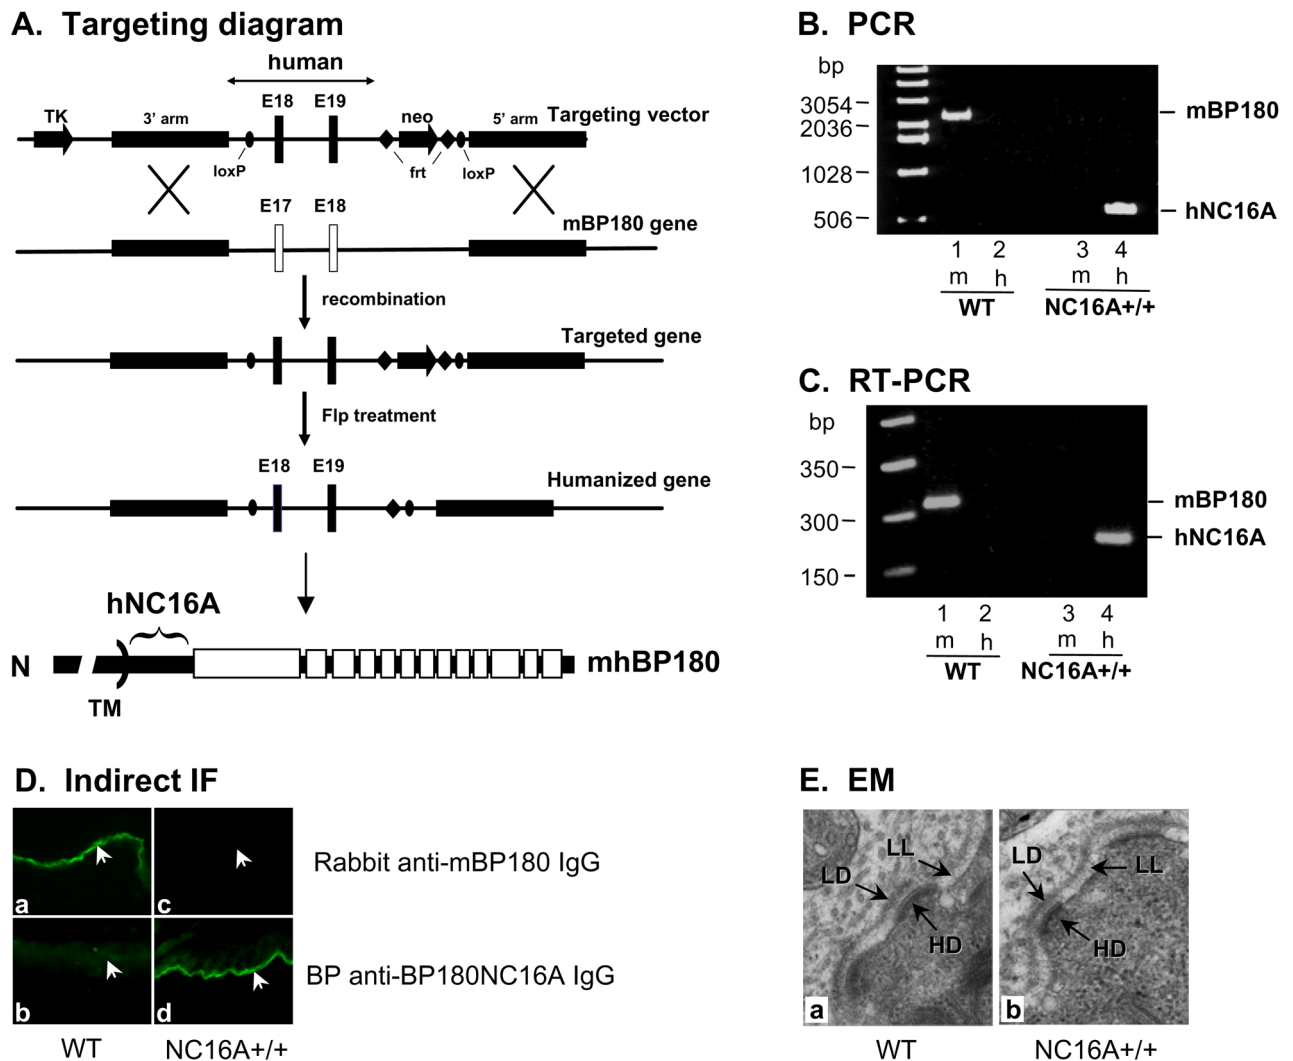 A. Targeting diagram
human
E18 E19
TK 3' arm neo 5' arm Targeting vector
loxP frt loxP
E17 E18
mBP180 gene
recombination
Targeted gene
Flp treatment
E18 E19
Humanized gene
hNC16A
N mhBP180
TM
B. PCR
bp
3054
2036
1028
506
mBP180
hNC16A
1 2 3 4
m h m h
WT NC16A+/+
C. RT-PCR
bp
350
300
150
mBP180
hNC16A
1 2 3 4
m h m h
WT NC16A+/+
D. Indirect IF
a c
Rabbit anti-mBP180 IgG
b d
BP anti-BP180NC16A IgG
WT NC16A+/+
E. EM
LL
LD
HD
a
LD
LL
HD
b
WT NC16A+/+